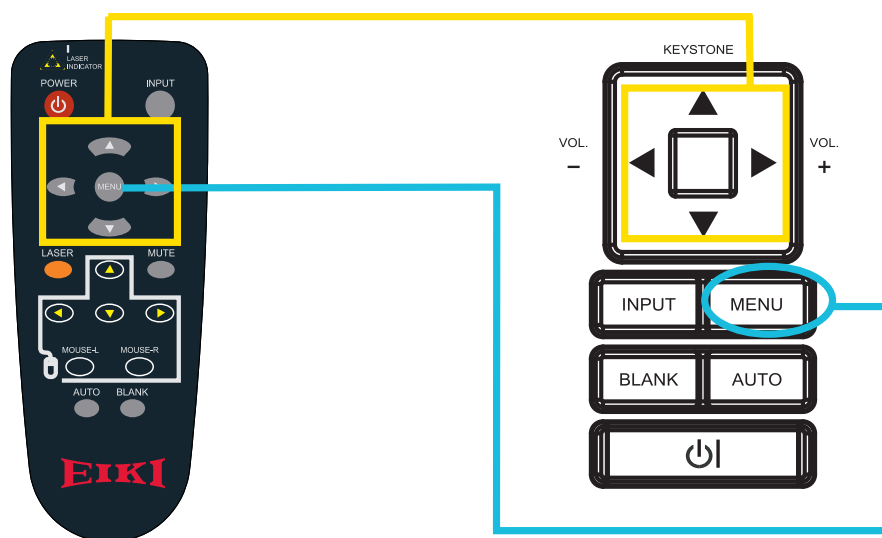 LASER
INDICATOR
POWER
INPUT
MENU
LASER
MUTE
MOUSE-L
MOUSE-R
AUTO
BLANK
EIKI
KEYSTONE
VOL.
–
VOL.
+
INPUT
MENU
BLANK
AUTO